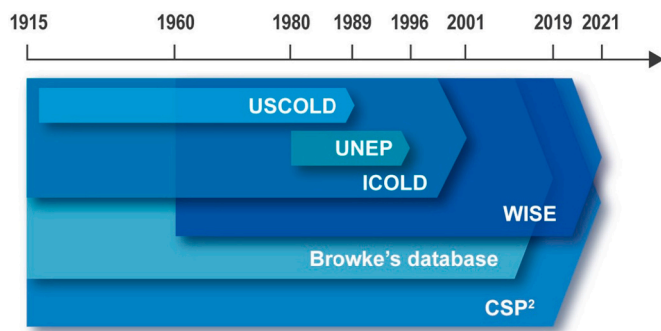 1915 1960 1980 1989 1996 2001 2019 2021
USCOLD
UNEP
ICOLD
WISE
Browke's database
CSP²